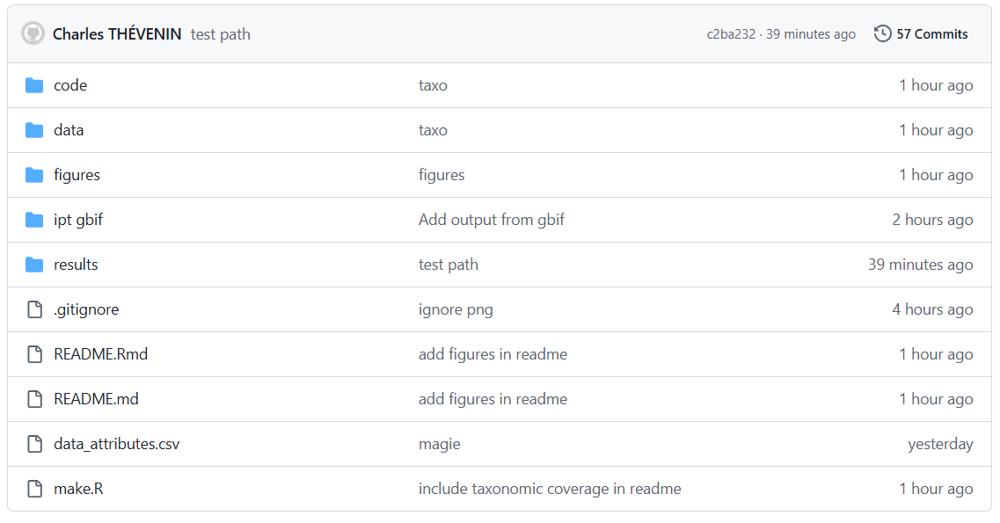 Charles THÉVENIN test path c2ba232 · 39 minutes ago 57 Commits
code taxo 1 hour ago
data taxo 1 hour ago
figures figures 1 hour ago
ipt gbif Add output from gbif 2 hours ago
results test path 39 minutes ago
.gitignore ignore png 4 hours ago
README.Rmd add figures in readme 1 hour ago
README.md add figures in readme 1 hour ago
data_attributes.csv magie yesterday
make.R include taxonomic coverage in readme 1 hour ago